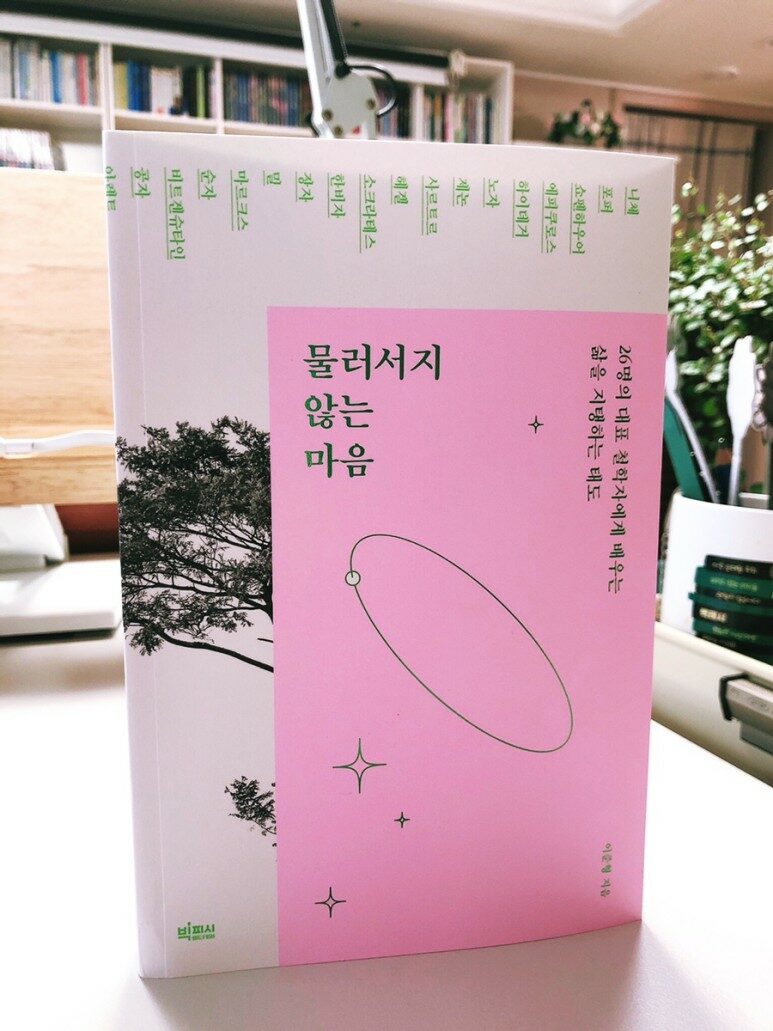 니체
포퍼
쇼펜하우어
에피쿠로스
하이데거
노자
제논
사르트르
헤겔
소크라테스
한비자
장자
밀
마르크스
순자
비트겐슈타인
공자
아렌트
물러서지
않는
마음
26명의 대표 철학자에게 배우는
삶을 지탱하는 태도
이준형 지음
빅피시